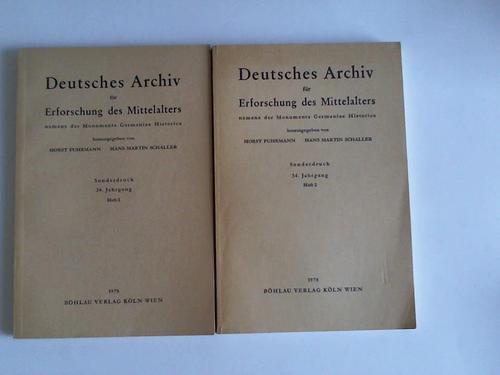 Deutsches Archiv
für
Erforschung des Mittelalters
namens der Monumenta Germaniae Historica
herausgegeben von
HORST FUHRMANN HANS MARTIN SCHALLER
Sonderdruck
34. Jahrgang
Heft 1
1978
BÖHLAU VERLAG KÖLN WIEN
Deutsches Archiv
für
Erforschung des Mittelalters
namens der Monumenta Germaniae Historica
herausgegeben von
HORST FUHRMANN HANS MARTIN SCHALLER
Sonderdruck
34. Jahrgang
Heft 2
1978
BÖHLAU VERLAG KÖLN WIEN